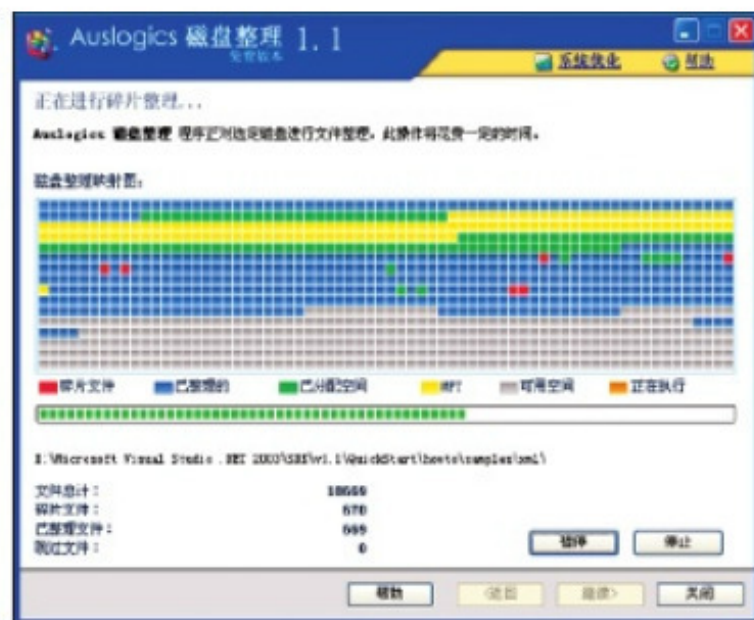 Auslogics 磁盘整理 1.1
免费版本
系统优化 帮助
正在进行碎片整理...
Auslogics 磁盘整理 程序正对选定磁盘进行文件整理。此操作将花费一定的时间。
磁盘整理映射图：
碎片文件 已整理的 已分配空间 MFT 可用空间 正在执行
E:\Microsoft Visual Studio .NET 2003\SDK\v1.1\QuickStart\howto\samples\xml\
文件总计： 18669
碎片文件： 670
已整理文件： 669
跳过文件： 0
暂停 停止
帮助 <返回 继续> 关闭